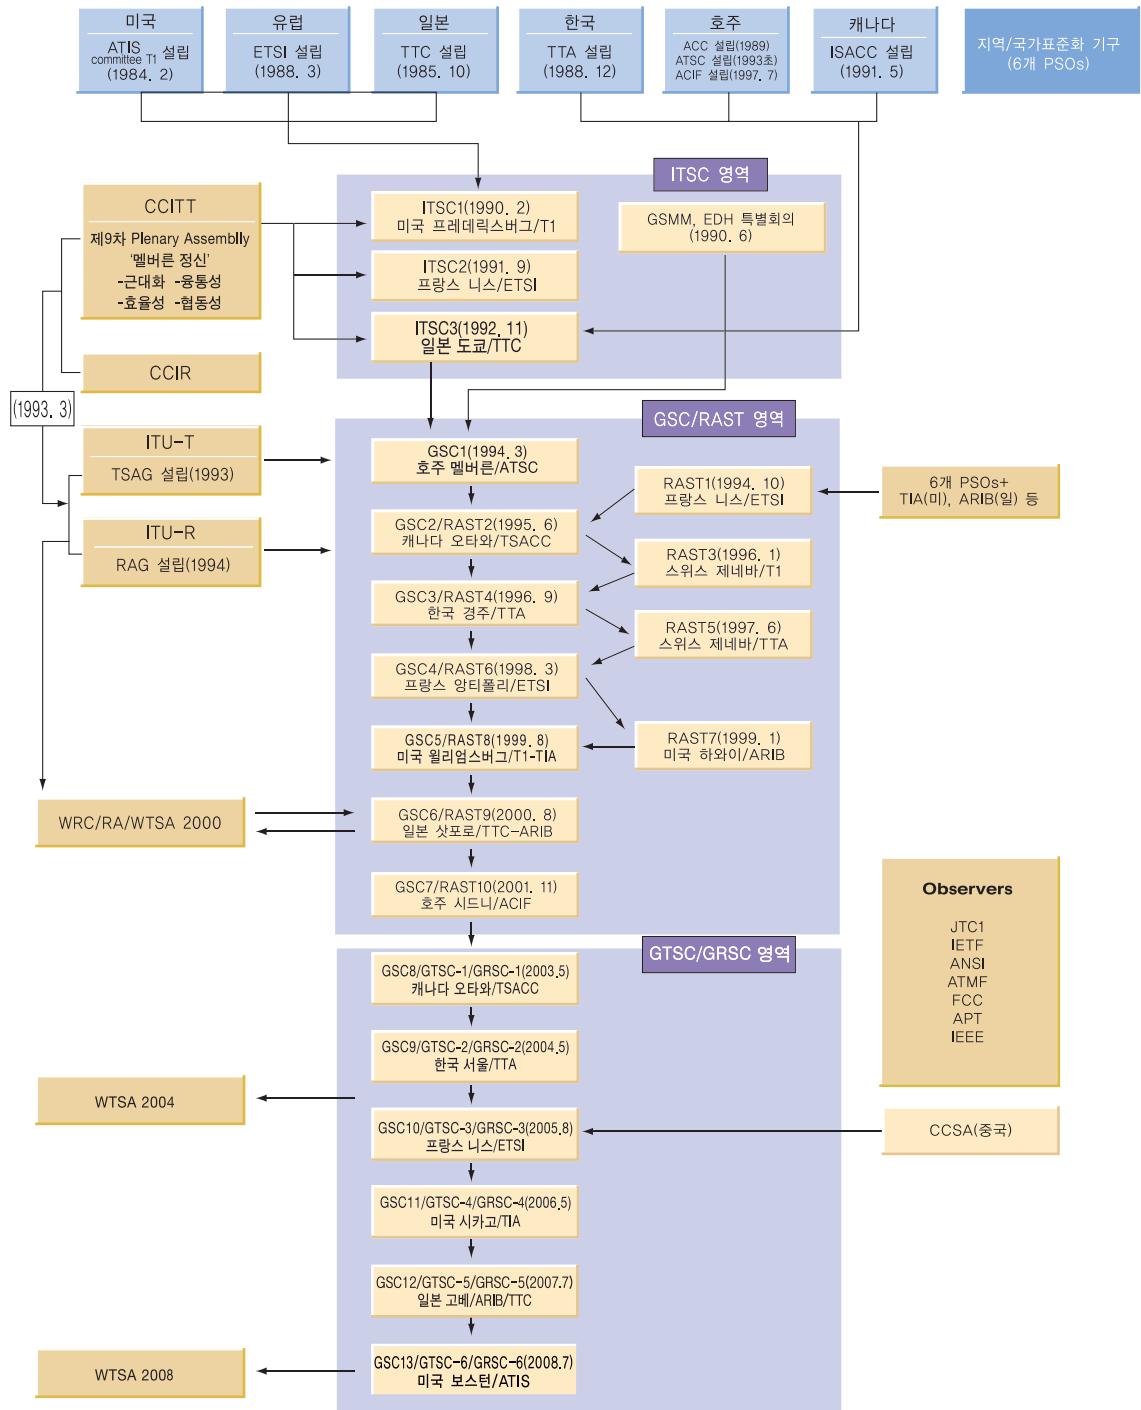 미국
ATIS 설립
committee T1
(1984. 2)
유럽
ETSI 설립
(1988. 3)
일본
TTC 설립
(1985. 10)
한국
TTA 설립
(1988. 12)
호주
ACC 설립(1989)
ATSC 설립(1993초)
ACIF 설립(1997. 7)
캐나다
ISACC 설립
(1991. 5)
지역/국가표준화 기구
(6개 PSOs)
ITSC 영역
CCITT
제9차 Plenary Assemblly
'멜버른 정신'
-근대화 -융통성
-효율성 -협동성
ITSC1(1990. 2)
미국 프레데릭스버그/T1
GSMM, EDH 특별회의
(1990. 6)
ITSC2(1991. 9)
프랑스 니스/ETSI
ITSC3(1992. 11)
일본 도쿄/TTC
CCIR
(1993. 3)
GSC/RAST 영역
ITU-T
TSAG 설립(1993)
GSC1(1994. 3)
호주 멜버른/ATSC
RAST1(1994. 10)
프랑스 니스/ETSI
6개 PSOs+
TIA(미), ARIB(일) 등
ITU-R
RAG 설립(1994)
GSC2/RAST2(1995. 6)
캐나다 오타와/TSACC
RAST3(1996. 1)
스위스 제네바/T1
GSC3/RAST4(1996. 9)
한국 경주/TTA
RAST5(1997. 6)
스위스 제네바/TTA
GSC4/RAST6(1998. 3)
프랑스 앙티폴리/ETSI
GSC5/RAST8(1999. 8)
미국 윌리엄스버그/T1-TIA
RAST7(1999. 1)
미국 하와이/ARIB
WRC/RA/WTSA 2000
GSC6/RAST9(2000. 8)
일본 삿포로/TTC-ARIB
GSC7/RAST10(2001. 11)
호주 시드니/ACIF
Observers
JTC1
IETF
ANSI
ATMF
FCC
APT
IEEE
GTSC/GRSC 영역
GSC8/GTSC-1/GRSC-1(2003.5)
캐나다 오타와/TSACC
GSC9/GTSC-2/GRSC-2(2004.5)
한국 서울/TTA
WTSA 2004
GSC10/GTSC-3/GRSC-3(2005.8)
프랑스 니스/ETSI
CCSA(중국)
GSC11/GTSC-4/GRSC-4(2006.5)
미국 시카고/TIA
GSC12/GTSC-5/GRSC-5(2007.7)
일본 고베/ARIB/TTC
WTSA 2008
GSC13/GTSC-6/GRSC-6(2008.7)
미국 보스턴/ATIS